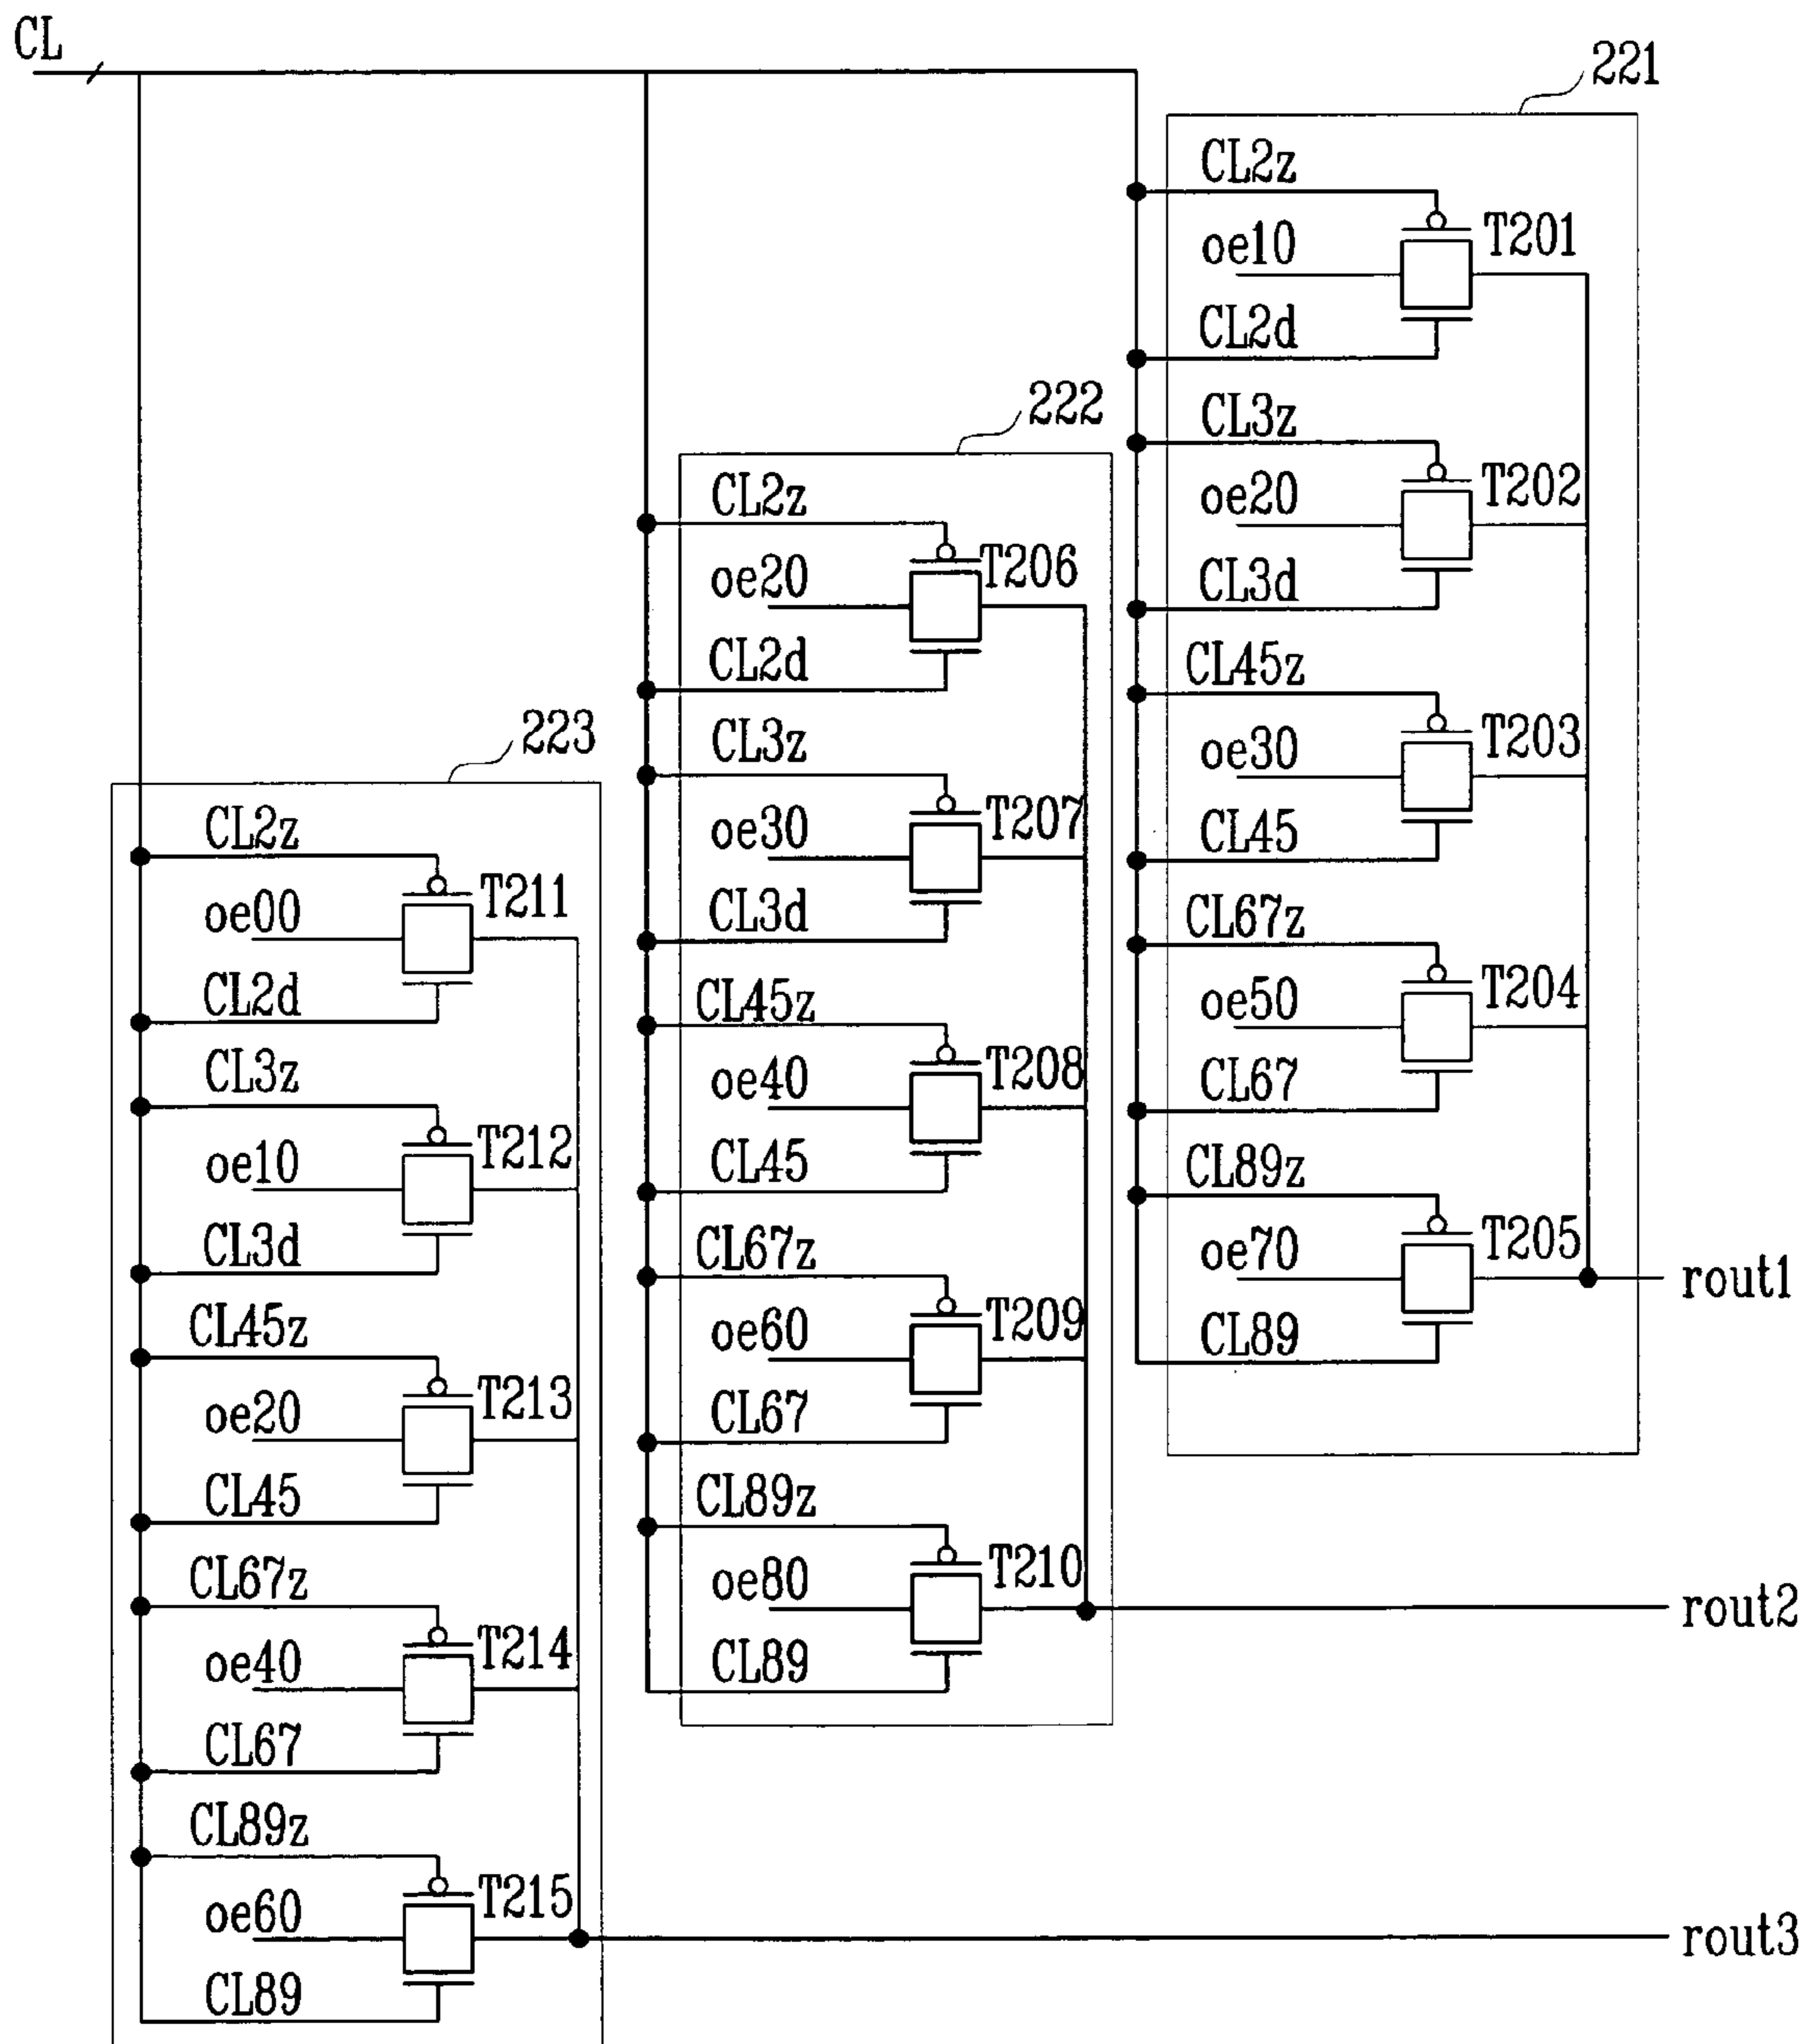 CL
221
CL2z
oe10
T201
CL2d
CL3z
oe20
T202
CL3d
CL45z
oe30
T203
CL45
CL67z
oe50
T204
CL67
CL89z
oe70
T205
CL89
rout1
222
CL2z
oe20
T206
CL2d
CL3z
oe30
T207
CL3d
CL45z
oe40
T208
CL45
CL67z
oe60
T209
CL67
CL89z
oe80
T210
CL89
rout2
223
CL2z
oe00
T211
CL2d
CL3z
oe10
T212
CL3d
CL45z
oe20
T213
CL45
CL67z
oe40
T214
CL67
CL89z
oe60
T215
CL89
rout3